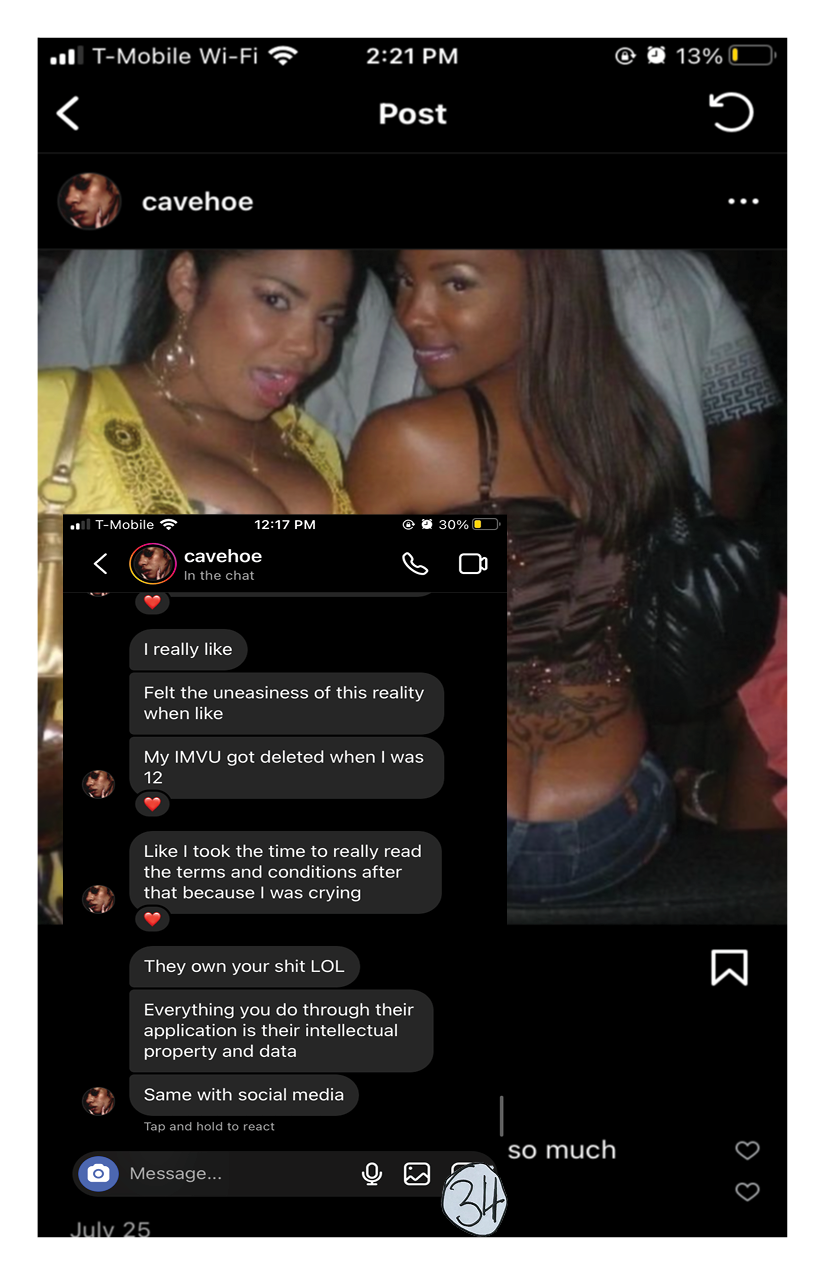 T-Mobile Wi-Fi 2:21 PM 13%
Post
cavehoe
T-Mobile 12:17 PM 30%
cavehoe
In the chat
I really like
Felt the uneasiness of this reality
when like
My IMVU got deleted when I was
12
Like I took the time to really read
the terms and conditions after
that because I was crying
They own your shit LOL
Everything you do through their
application is their intellectual
property and data
Same with social media
Tap and hold to react
so much
Message...
34
July 25